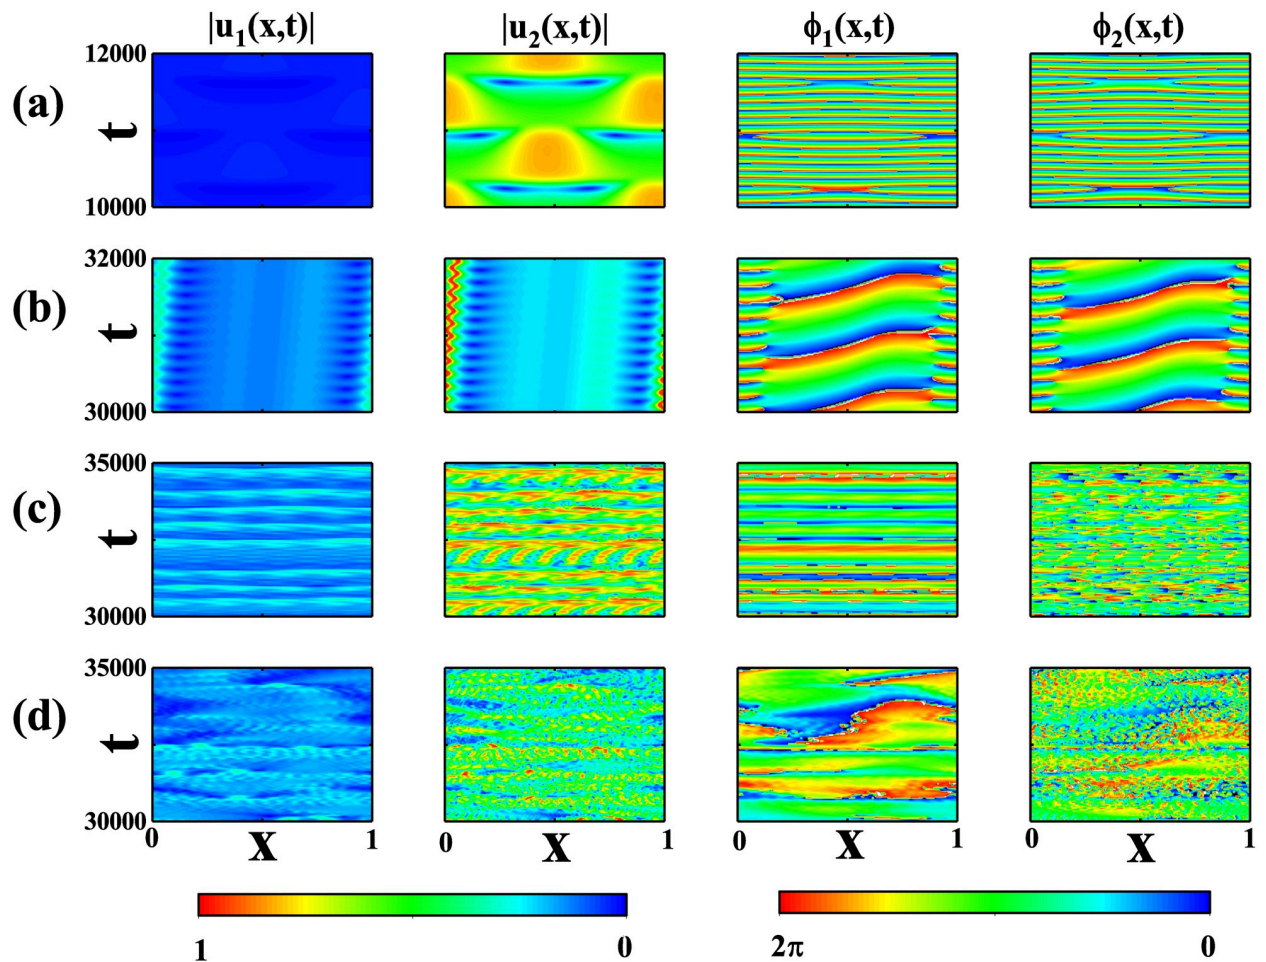 |u₁(x,t)| |u₂(x,t)| ϕ₁(x,t) ϕ₂(x,t)
12000
(a) t
10000
32000
(b) t
30000
35000
(c) t
30000
35000
(d) t
30000
0 1 0 1 0 1 0 1
x x x x
1 0 2π 0